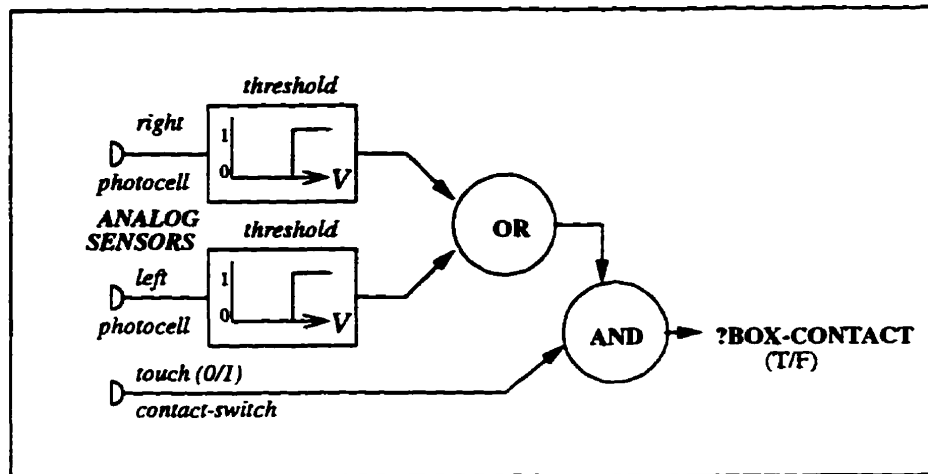 threshold
right
1
0
V
photocell
ANALOG
SENSORS
threshold
left
1
0
V
photocell
OR
AND
?BOX-CONTACT
(T/F)
touch (0/1)
contact-switch